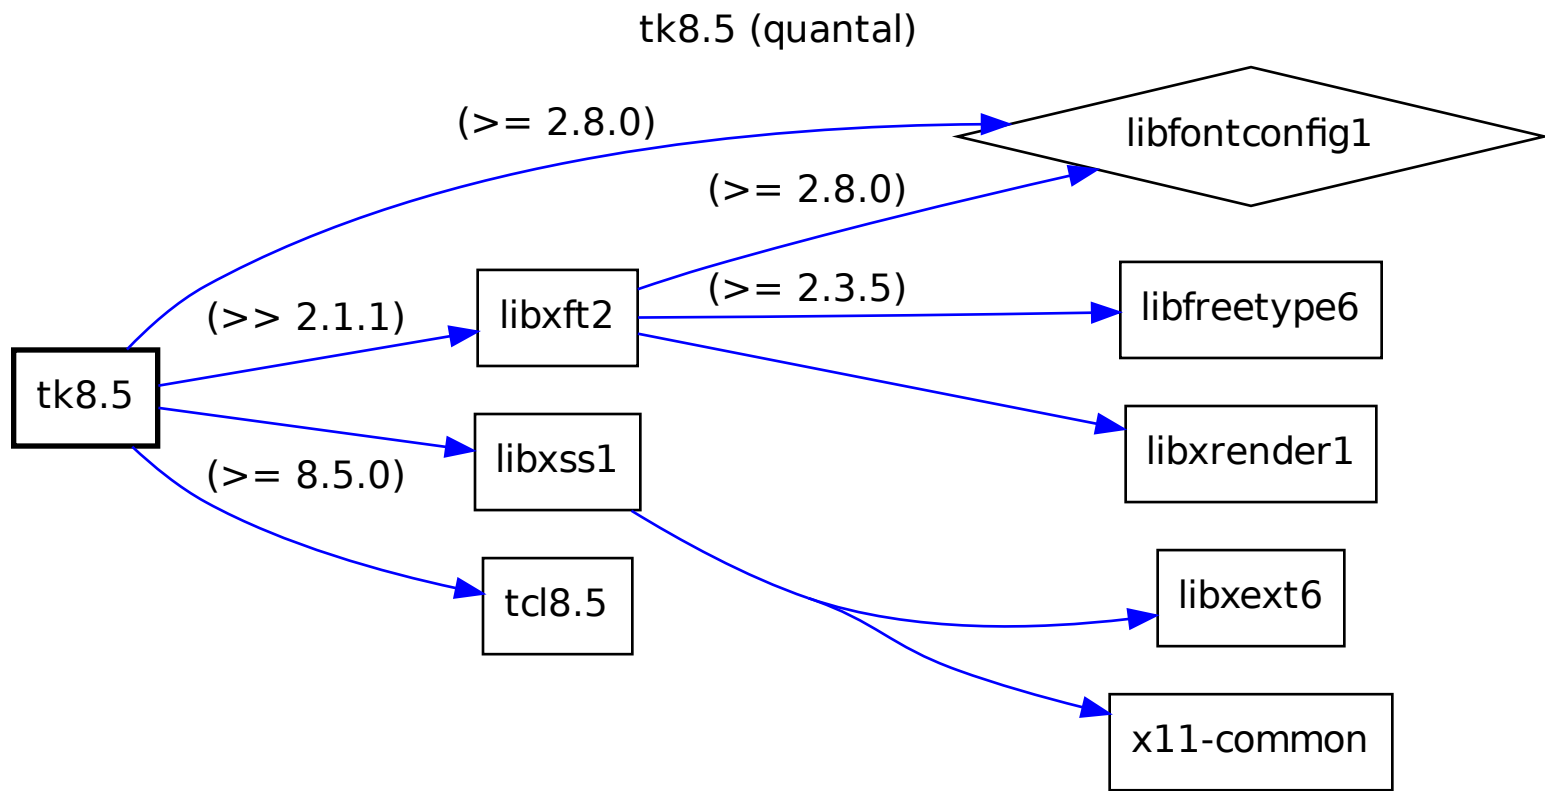 tk8.5 (quantal)
(>= 2.8.0)
libfontconfig1
(>= 2.8.0)
(>= 2.3.5)
libxft2
libfreetype6
(>> 2.1.1)
tk8.5
libxss1
libxrender1
(>= 8.5.0)
tcl8.5
libxext6
x11-common